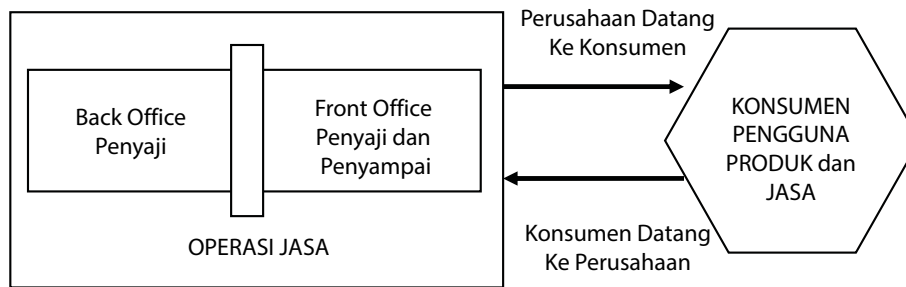 Back Office
Penyaji
Front Office
Penyaji dan
Penyampai
OPERASI JASA
Perusahaan Datang
Ke Konsumen
Konsumen Datang
Ke Perusahaan
KONSUMEN
PENGGUNA
PRODUK dan
JASA